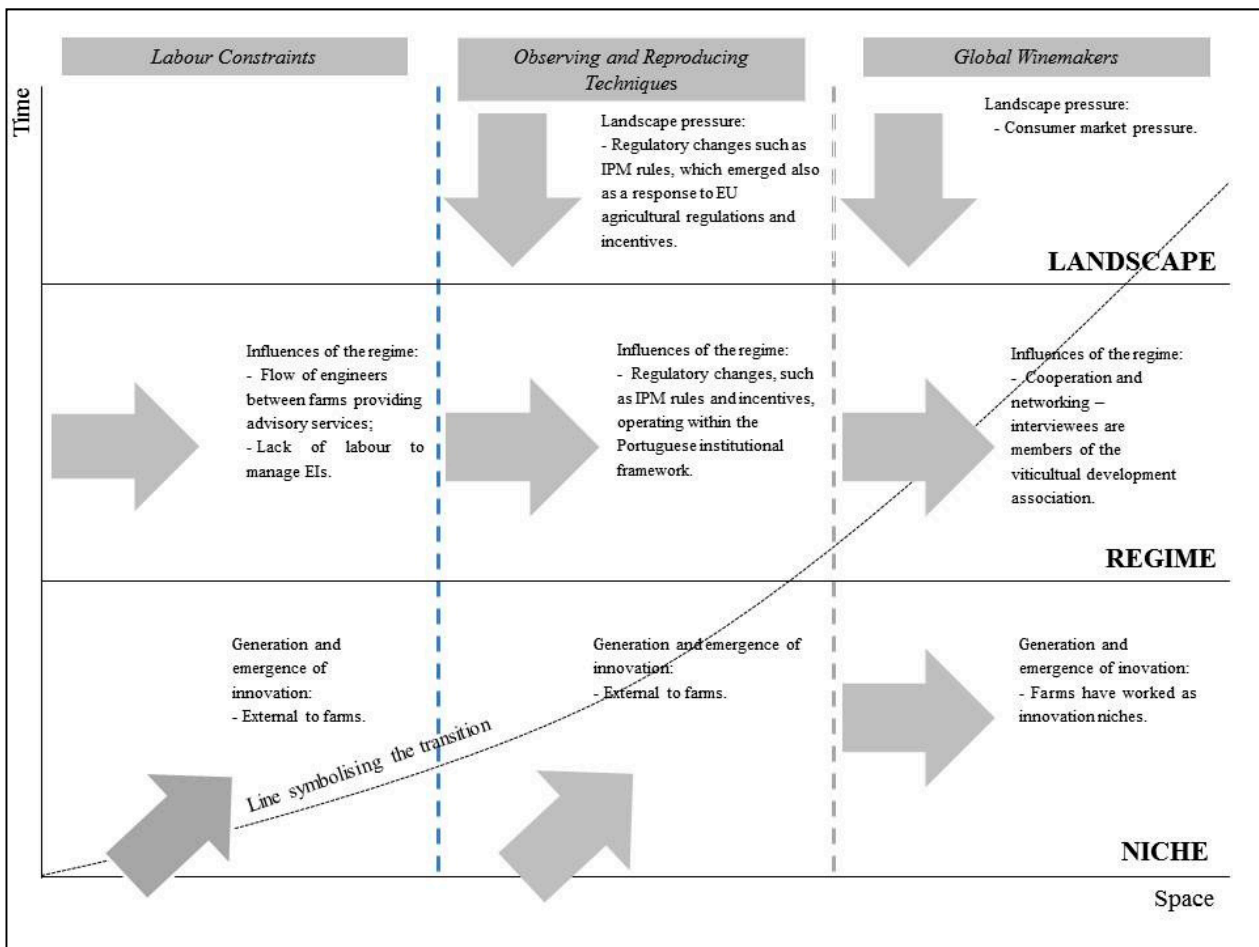 Labour Constraints
Observing and Reproducing
Techniques
Global Winemakers
Time
Landscape pressure:
- Regulatory changes such as
IPM rules, which emerged also
as a response to EU
agricultural regulations and
incentives.
Landscape pressure:
- Consumer market pressure.
LANDSCAPE
Influences of the regime:
- Flow of engineers
between farms providing
advisory services;
- Lack of labour to
manage EIs.
Influences of the regime:
- Regulatory changes, such
as IPM rules and incentives,
operating within the
Portuguese institutional
framework.
Influences of the regime:
- Cooperation and
networking –
interviewees are
members of the
viticultural development
association.
REGIME
Generation and
emergence of
innovation:
- External to farms.
Generation and emergence of
innovation:
- External to farms.
Generation and
emergence of inovation:
- Farms have worked as
innovation niches.
Line symbolising the transition
NICHE
Space